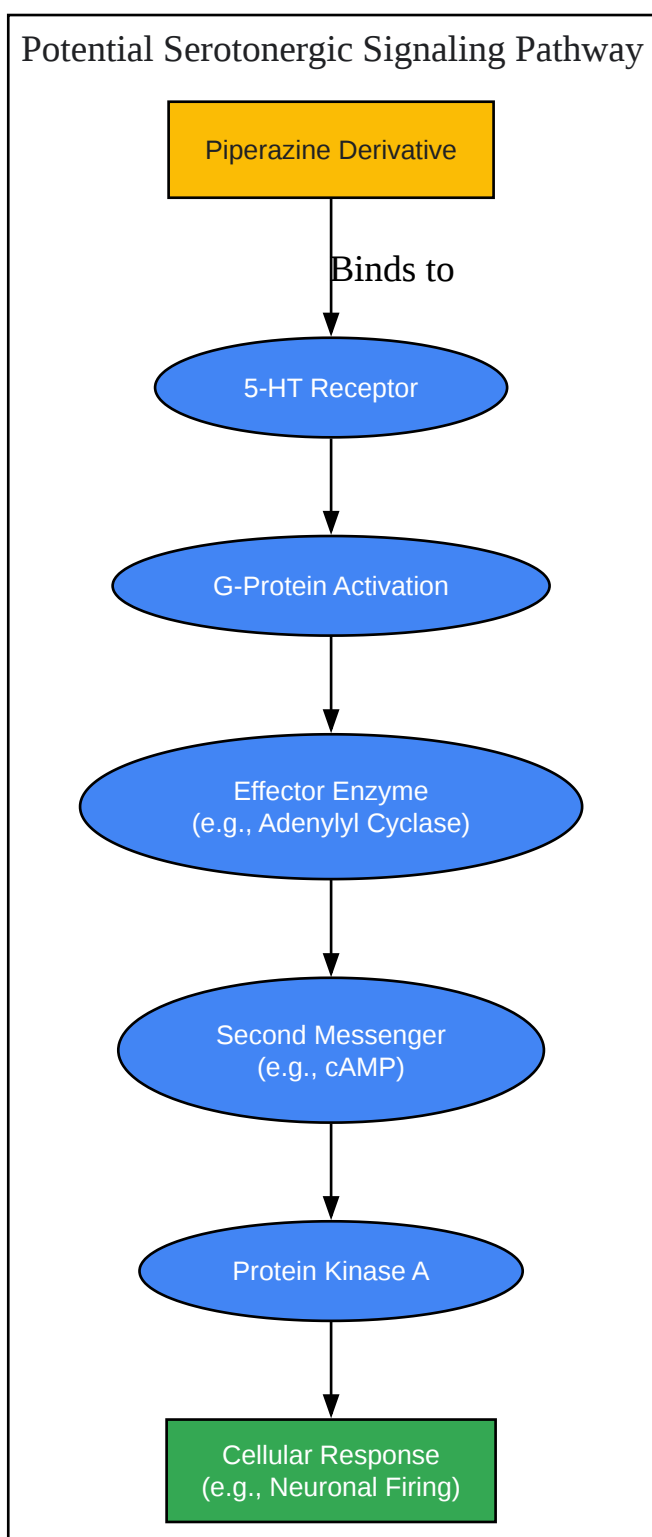 Potential Serotonergic Signaling Pathway
Piperazine Derivative
Binds to
5-HT Receptor
G-Protein Activation
Effector Enzyme
(e.g., Adenylyl Cyclase)
Second Messenger
(e.g., cAMP)
Protein Kinase A
Cellular Response
(e.g., Neuronal Firing)